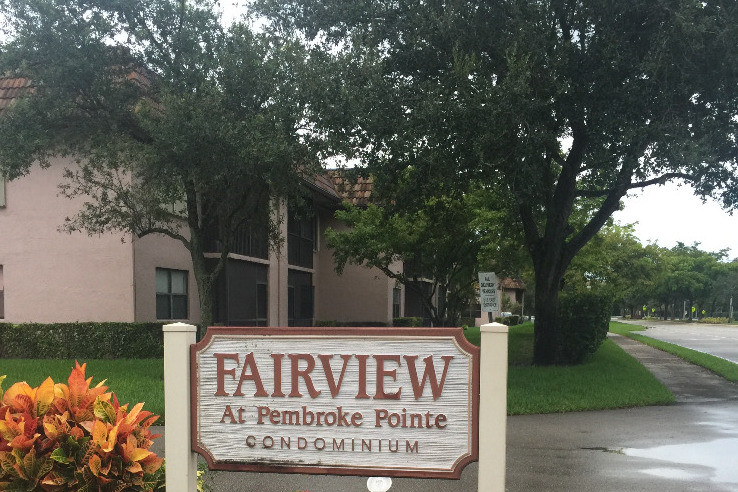 FAIRVIEW
At Pembroke Pointe
CONDOMINIUM